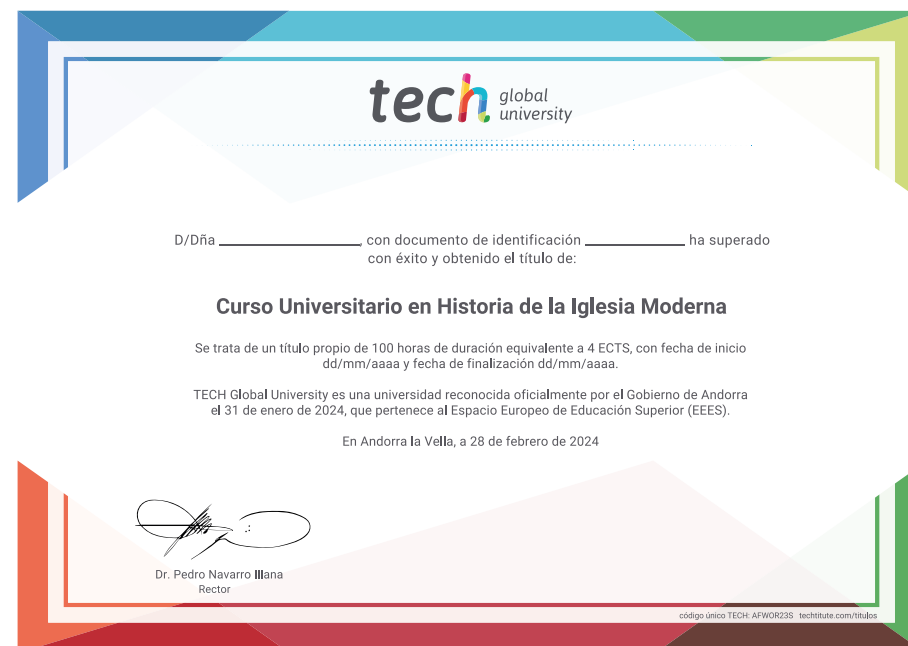 tech global university
D/Dña ____________, con documento de identificación ____________ ha superado
con éxito y obtenido el título de:
Curso Universitario en Historia de la Iglesia Moderna
Se trata de un título propio de 100 horas de duración equivalente a 4 ECTS, con fecha de inicio
dd/mm/aaaa y fecha de finalización dd/mm/aaaa.
TECH Global University es una universidad reconocida oficialmente por el Gobierno de Andorra
el 31 de enero de 2024, que pertenece al Espacio Europeo de Educación Superior (EEES).
En Andorra la Vella, a 28 de febrero de 2024
Dr. Pedro Navarro Illana
Rector
código único TECH: AFWOR23S techtitute.com/titulos